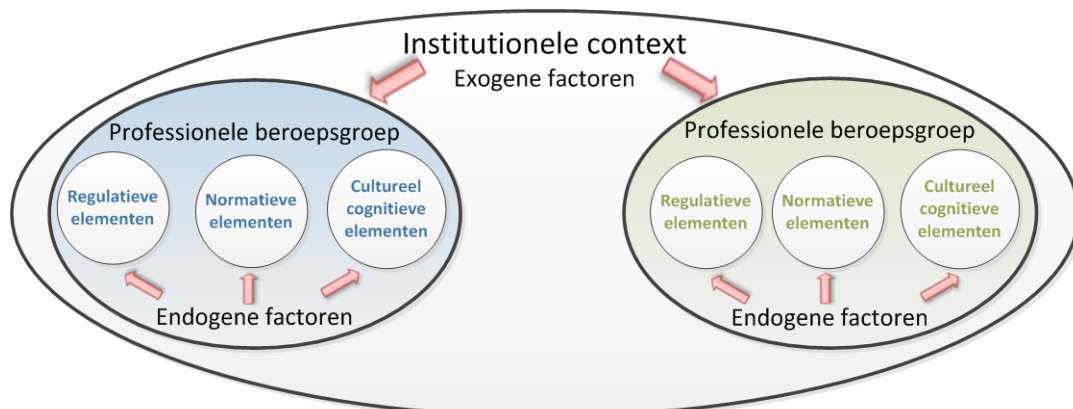 Institutionele context
Exogene factoren
Professionele beroepsgroep
Regulatieve
elementen
Normatieve
elementen
Cultureel
cognitieve
elementen
Endogene factoren
Professionele beroepsgroep
Regulatieve
elementen
Normatieve
elementen
Cultureel
cognitieve
elementen
Endogene factoren